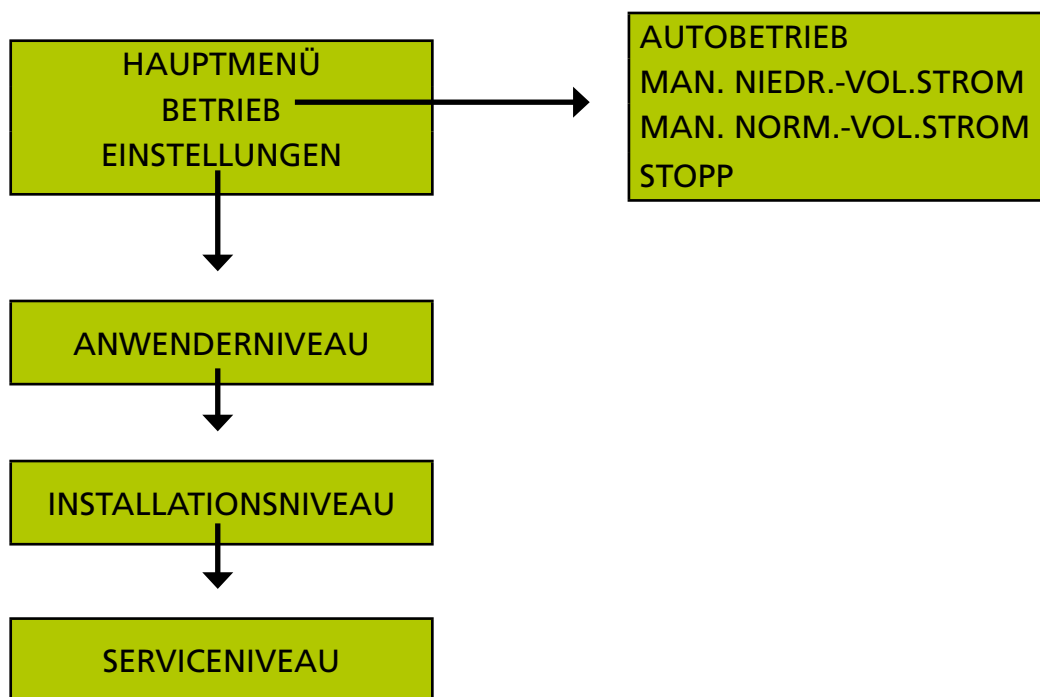 HAUPTMENÜ
BETRIEB
EINSTELLUNGEN
AUTOBETRIEB
MAN. NIEDR.-VOL.STROM
MAN. NORM.-VOL.STROM
STOPP
ANWENDERNIVEAU
INSTALLATIONSNIVEAU
SERVICENIVEAU